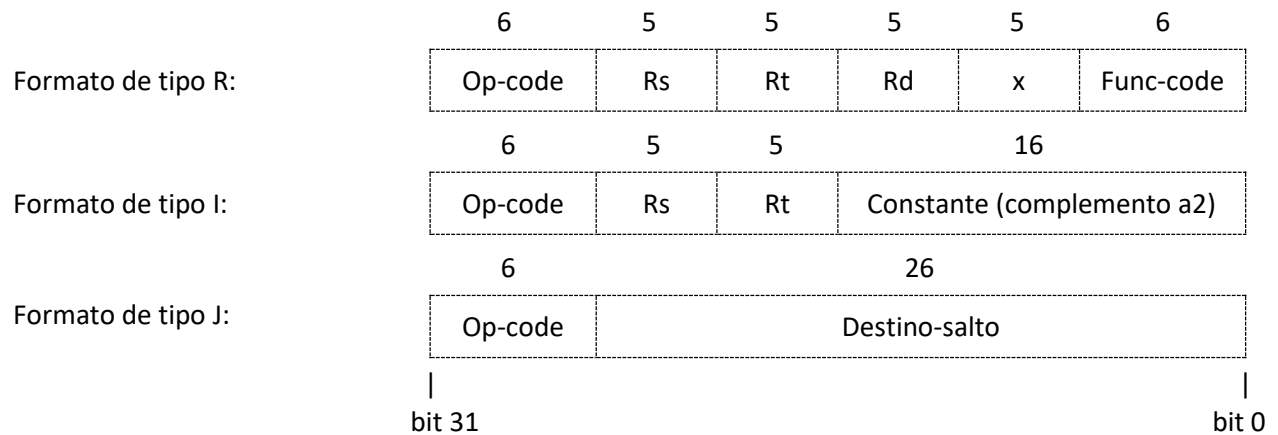 6 5 5 5 5 6
Formato de tipo R: Op-code Rs Rt Rd x Func-code
6 5 5 16
Formato de tipo I: Op-code Rs Rt Constante (complemento a2)
6 26
Formato de tipo J: Op-code Destino-salto
bit 31 bit 0